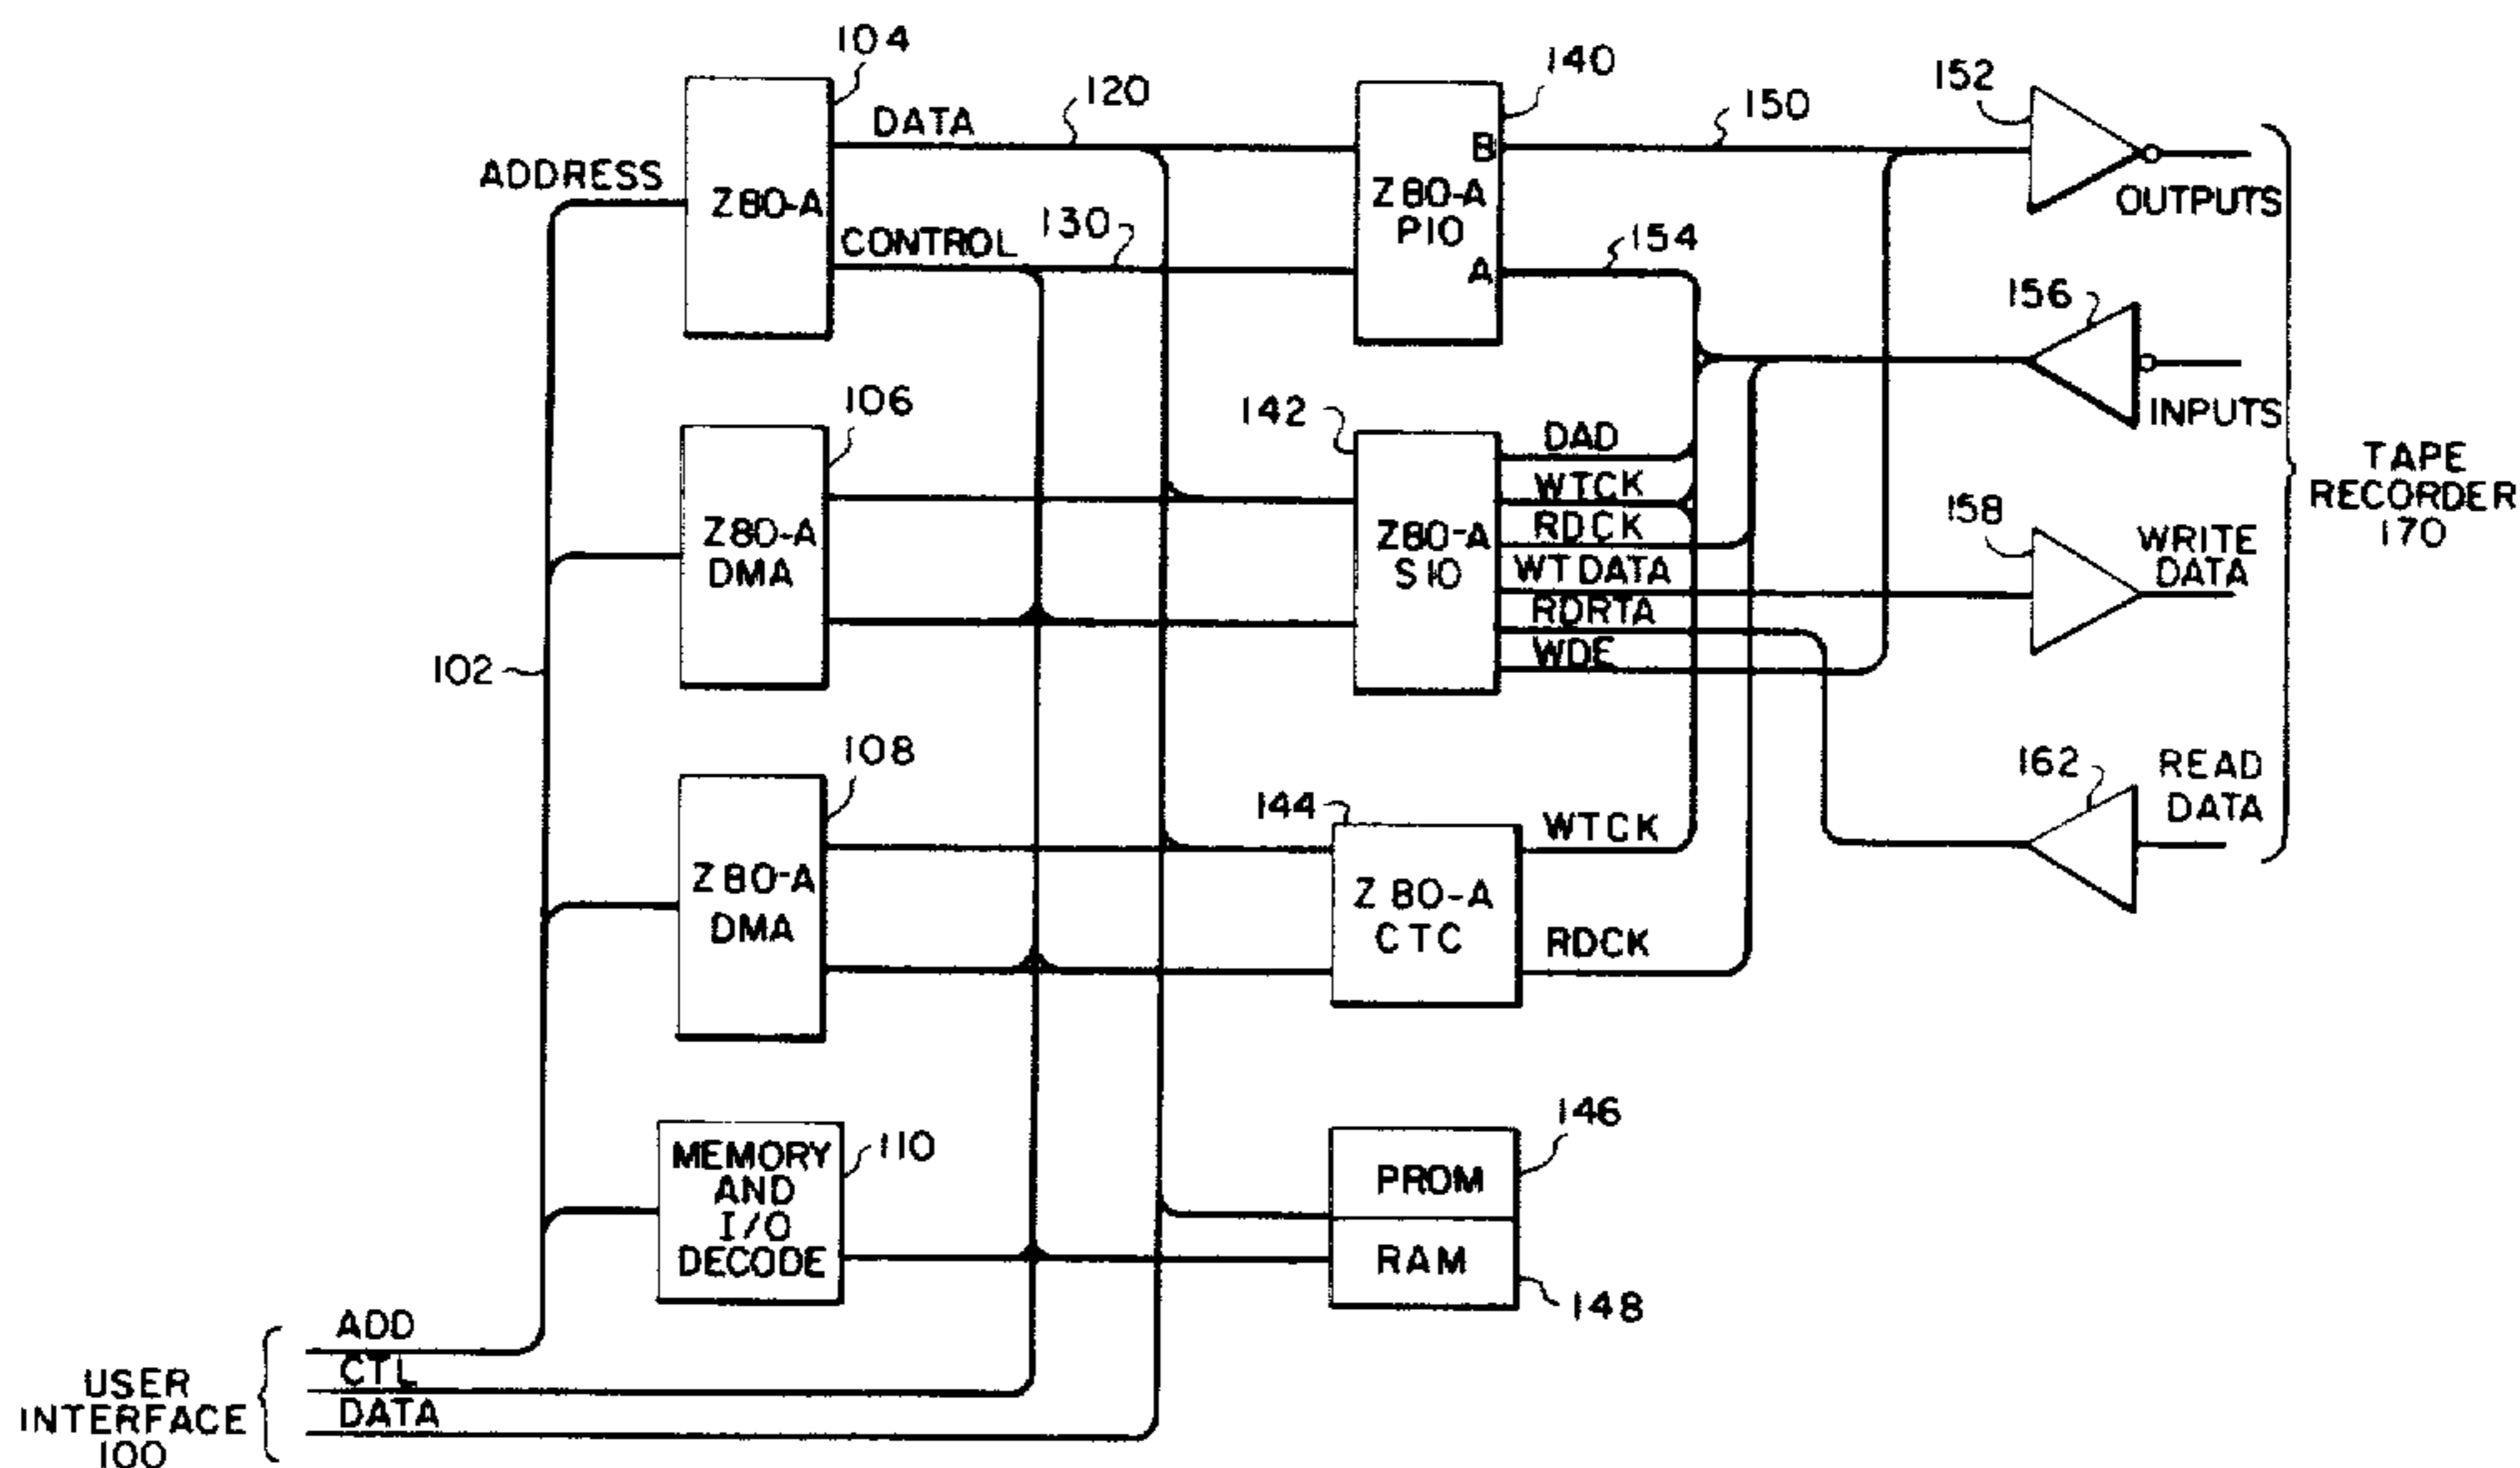 104
DATA
120
ADDRESS
Z80-A
CONTROL
130
140
B
Z80-A
PIO
A
150
152
OUTPUTS
154
156
INPUTS
106
Z80-A
DMA
142
Z80-A
SIO
DAD
WTCK
RDCK
WTDATA
RDRTA
WDE
158
WRITE
DATA
TAPE
RECORDER
170
102
108
Z80-A
DMA
144
Z80-A
CTC
WTCK
RDCK
162
READ
DATA
MEMORY
AND
I/O
DECODE
110
PROM
146
RAM
148
ADD
CTL
DATA
USER
INTERFACE
100